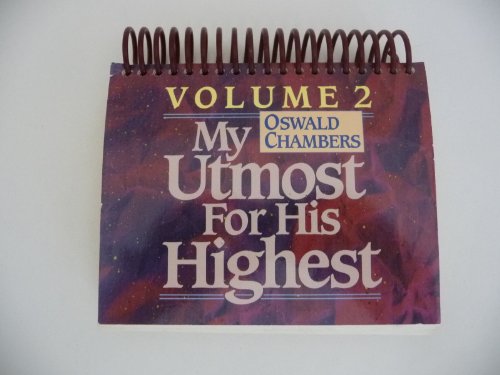 VOLUME 2
My OSWALD CHAMBERS
Utmost
For His
Highest